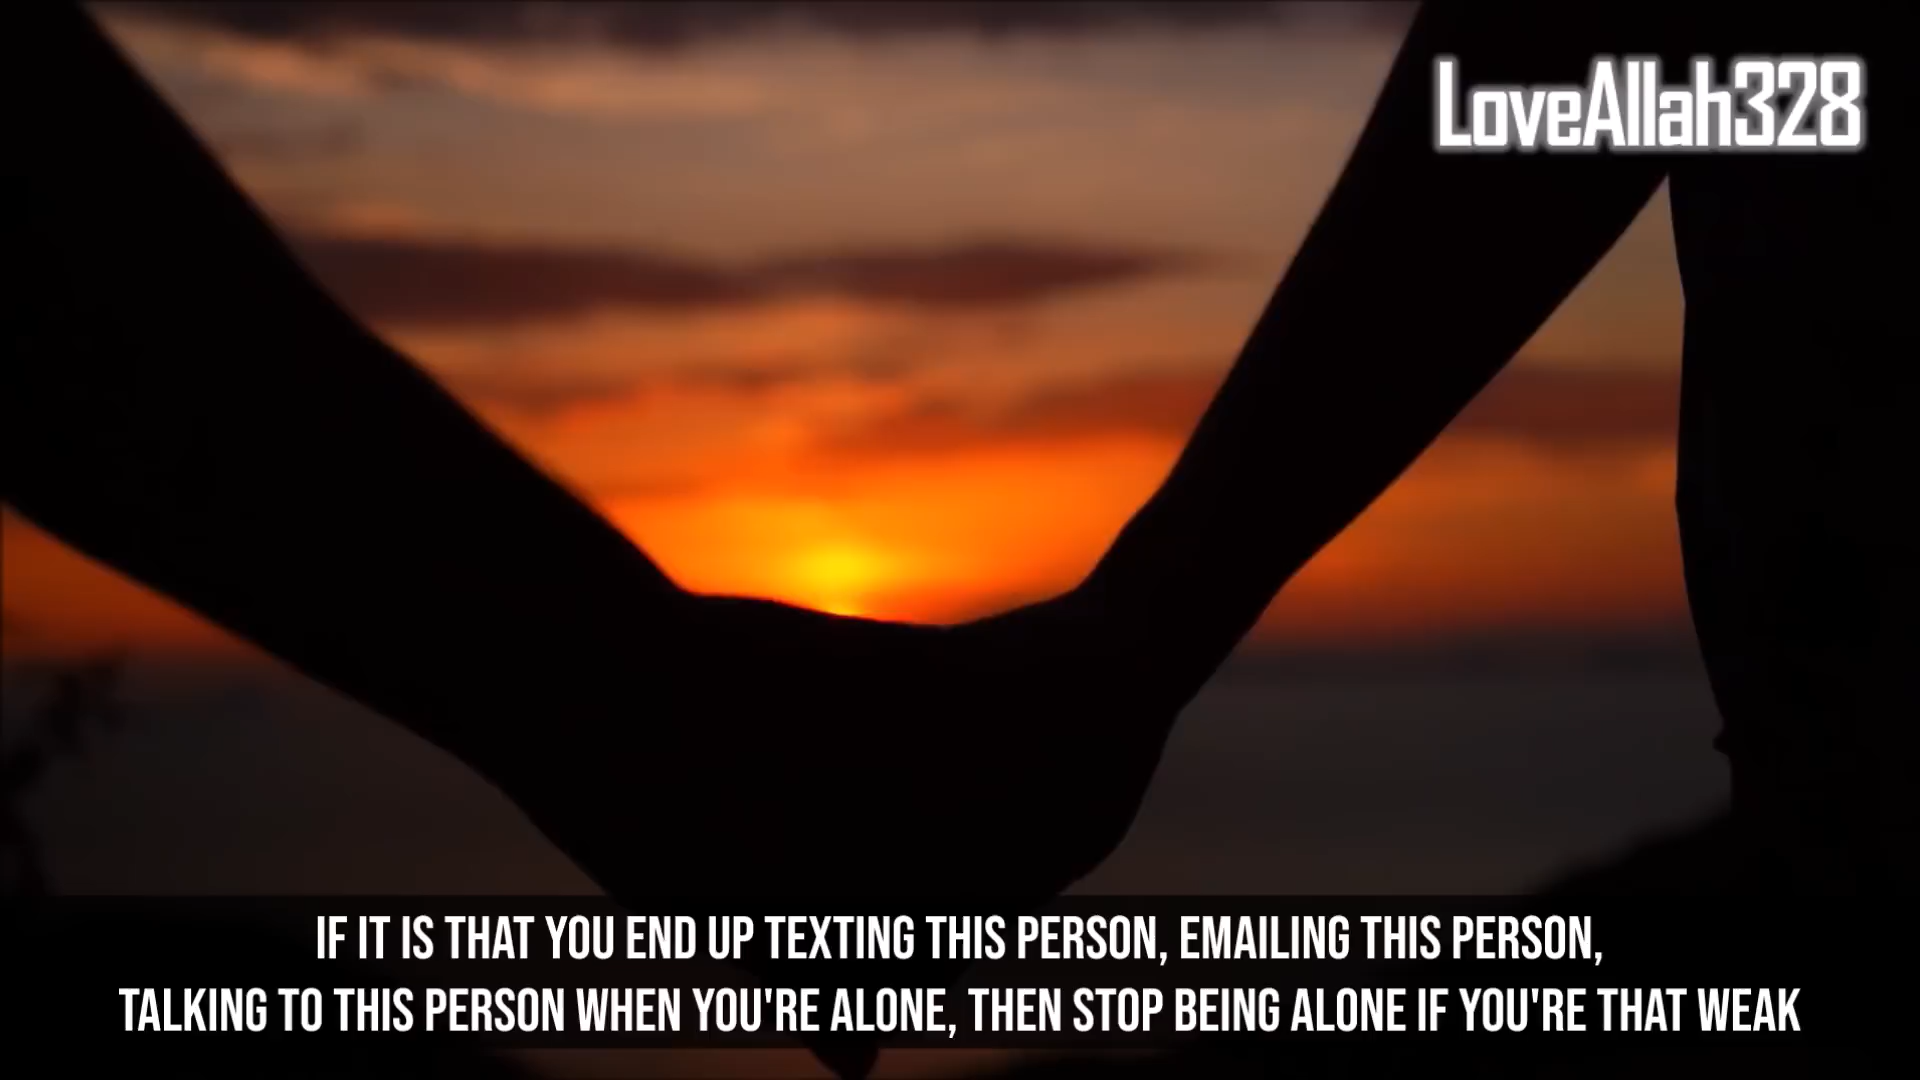 LoveAllah328
IF IT IS THAT YOU END UP TEXTING THIS PERSON, EMAILING THIS PERSON,
TALKING TO THIS PERSON WHEN YOU'RE ALONE, THEN STOP BEING ALONE IF YOU'RE THAT WEAK